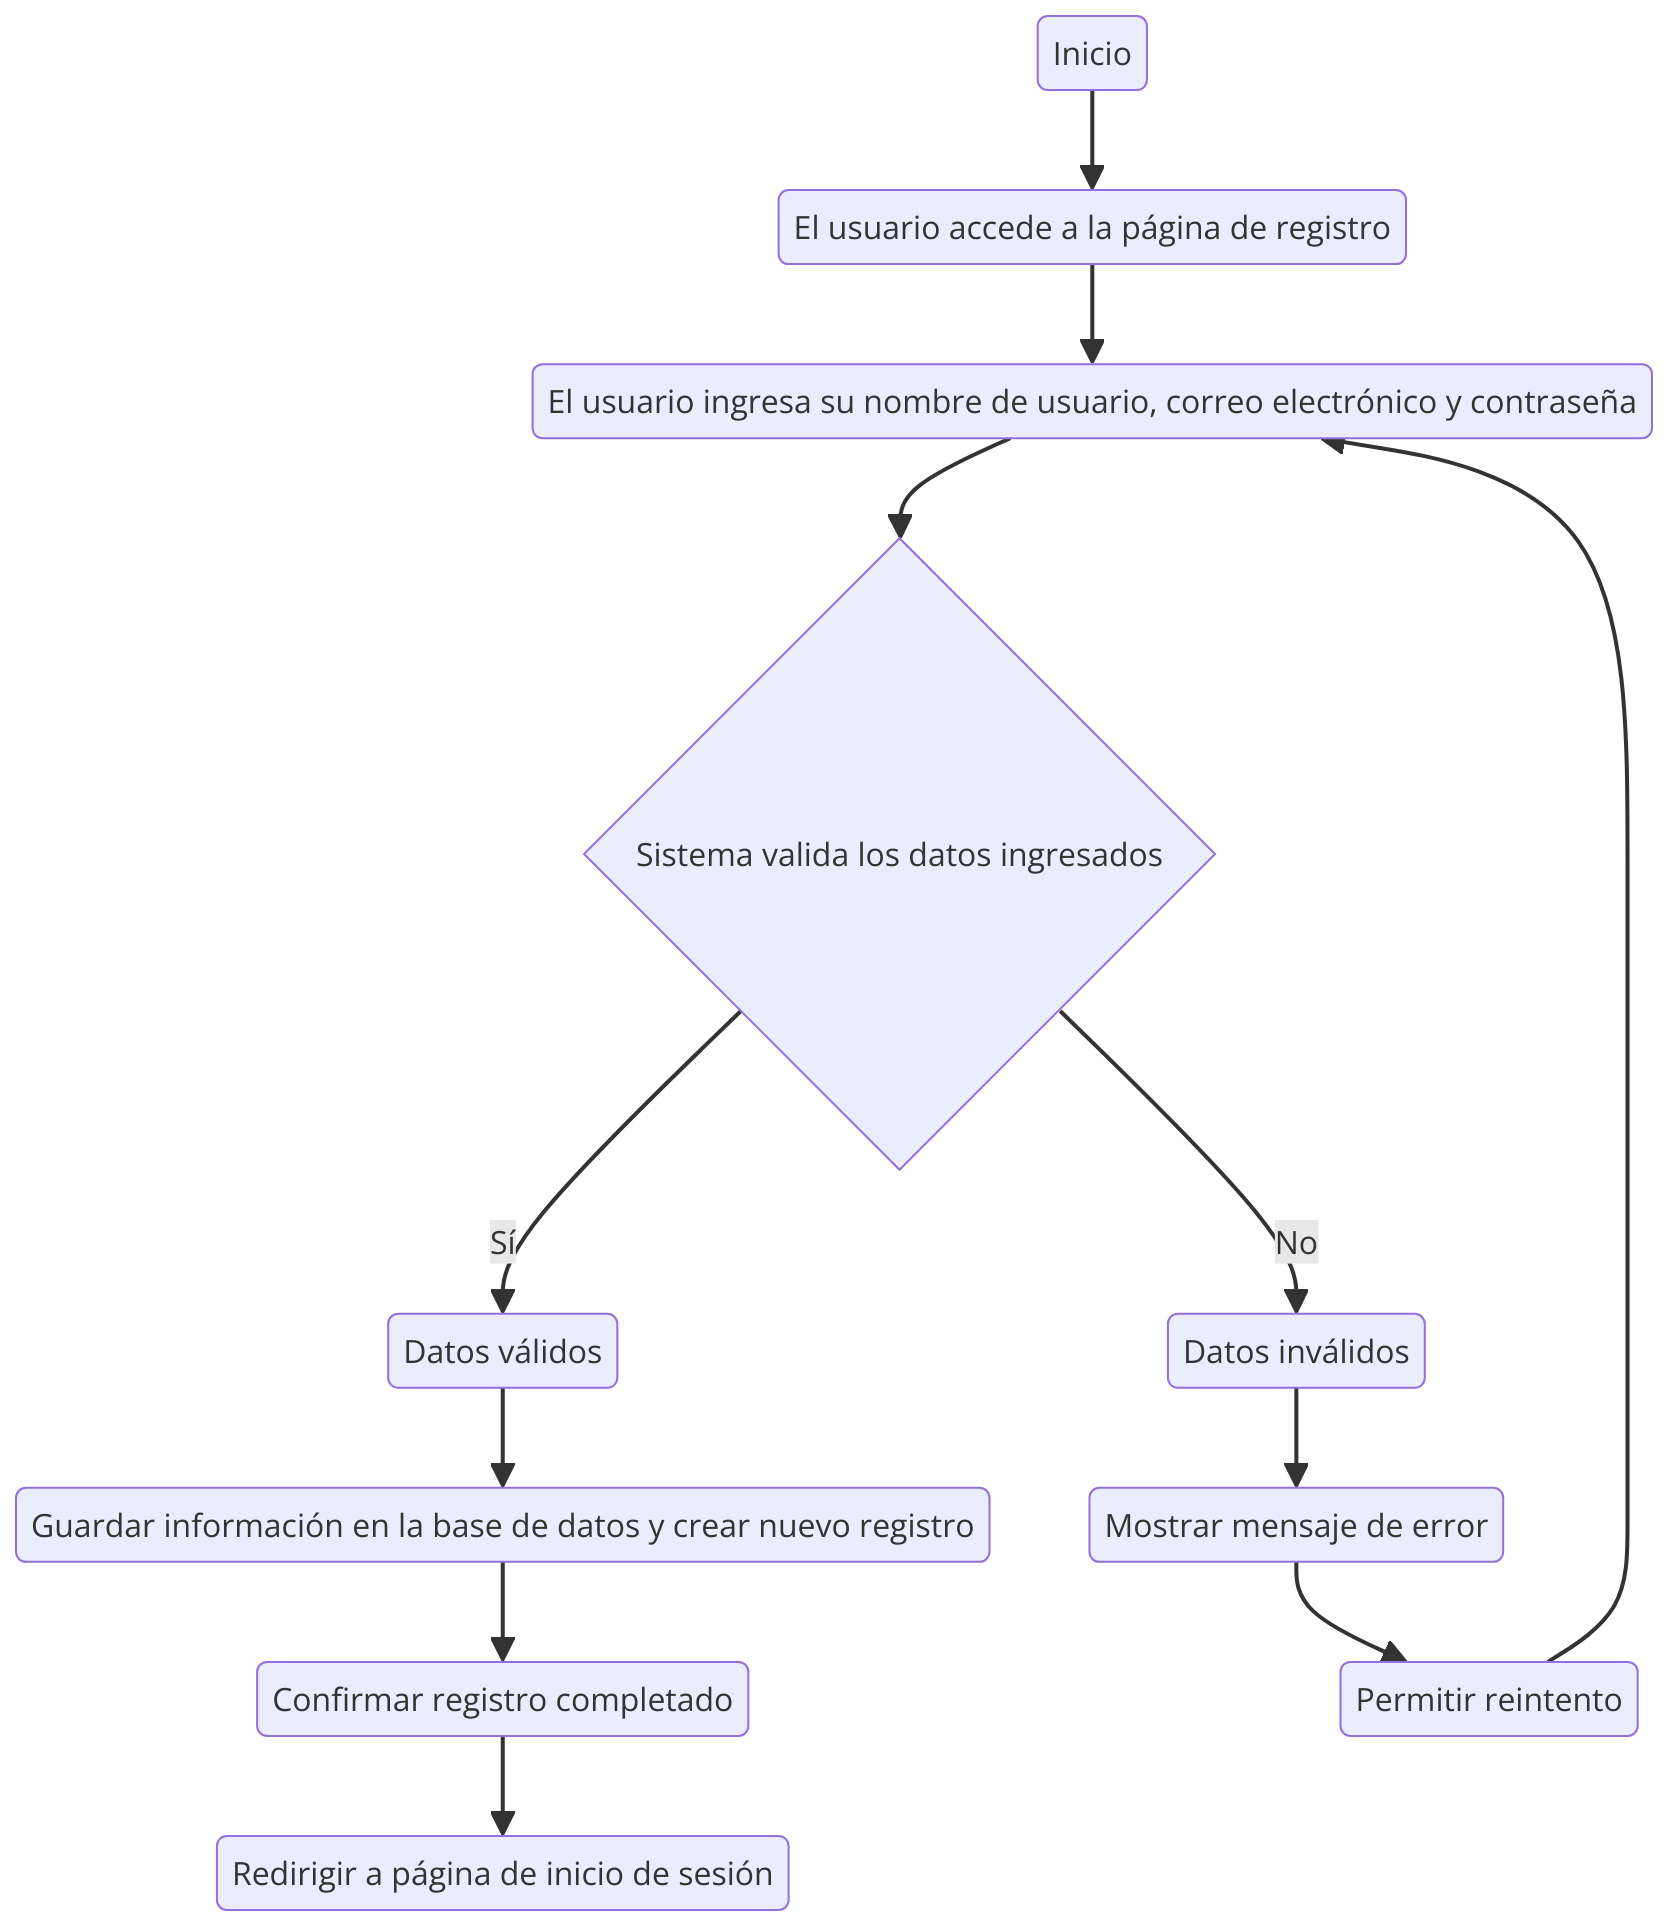 Inicio
El usuario accede a la página de registro
El usuario ingresa su nombre de usuario, correo electrónico y contraseña
Sistema valida los datos ingresados
Sí
No
Datos válidos
Datos inválidos
Guardar información en la base de datos y crear nuevo registro
Mostrar mensaje de error
Confirmar registro completado
Permitir reintento
Redirigir a página de inicio de sesión